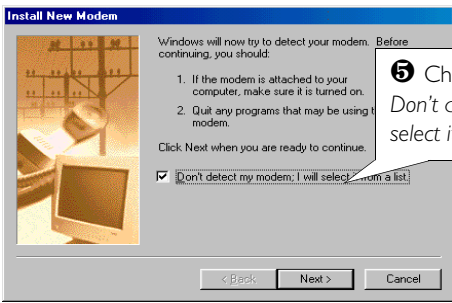 Install New Modem
Windows will now try to detect your modem. Before
continuing, you should:
1. If the modem is attached to your
computer, make sure it is turned on.
2. Quit any programs that may be using
modem.
Click Next when you are ready to continue.
Don't detect my modem; I will select from a list.
< Back
Next >
Cancel
❺ Ch
Don't
select i